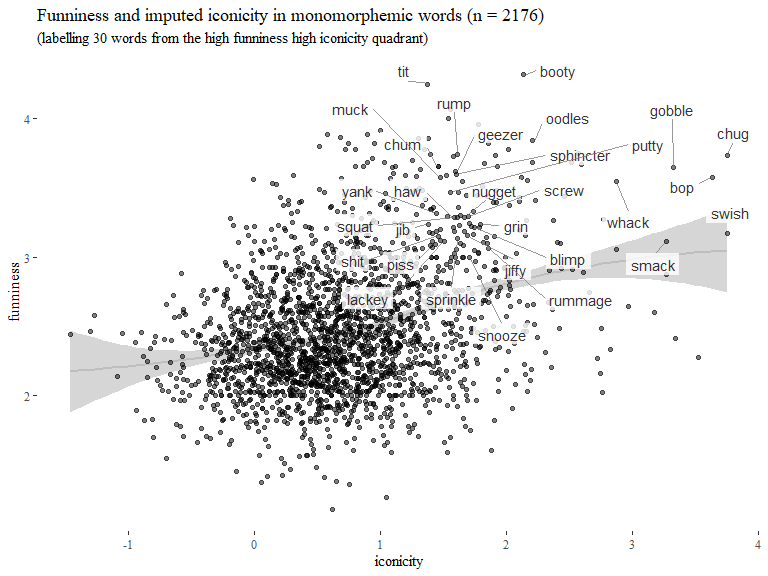 Funniness and imputed iconicity in monomorphemic words (n = 2176)
(labelling 30 words from the high funniness high iconicity quadrant)
tit
booty
muck
rump
oodles
gobble
4
chum
geezer
chug
putty
sphincter
yank
haw
nugget
screw
bop
squat
jib
grin
whack
swish
3
shit
piss
jiffy
blimp
smack
lackey
sprinkle
rummage
snooze
2
funniness
-1
0
1
2
3
4
iconicity